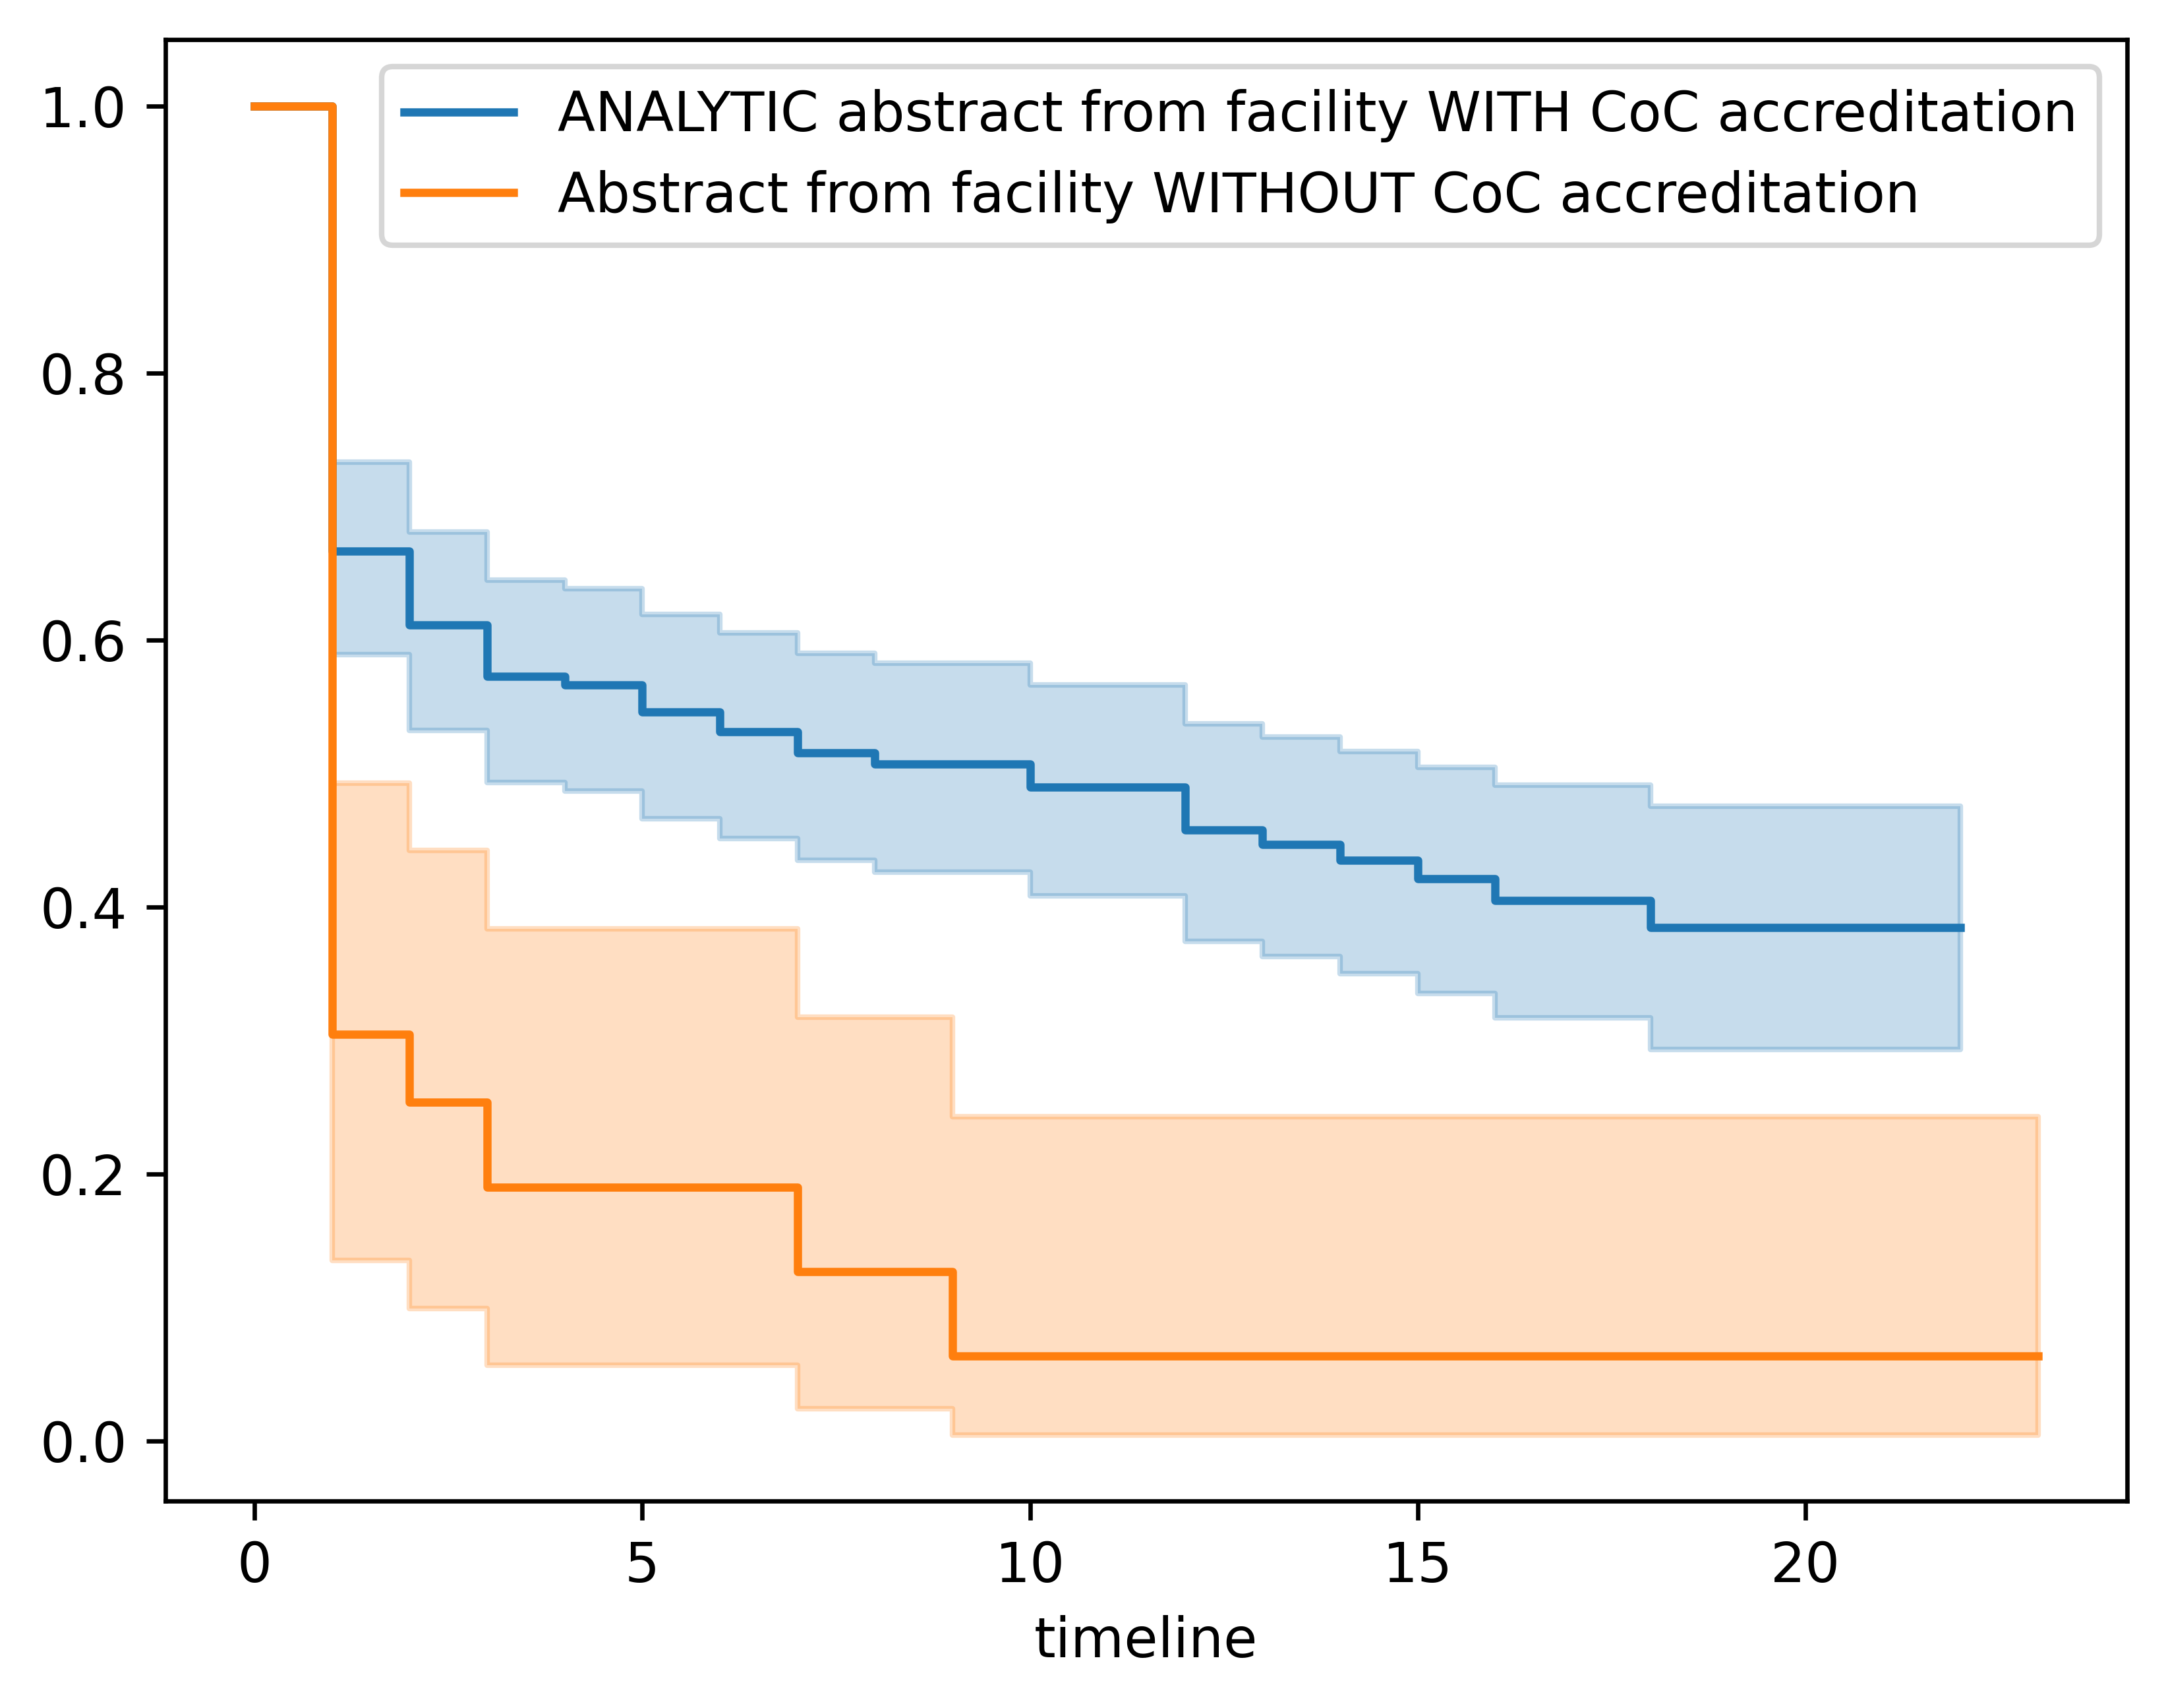 ANALYTIC abstract from facility WITH CoC accreditation
Abstract from facility WITHOUT CoC accreditation
1.0
0.8
0.6
0.4
0.2
0.0
0 5 10 15 20
timeline